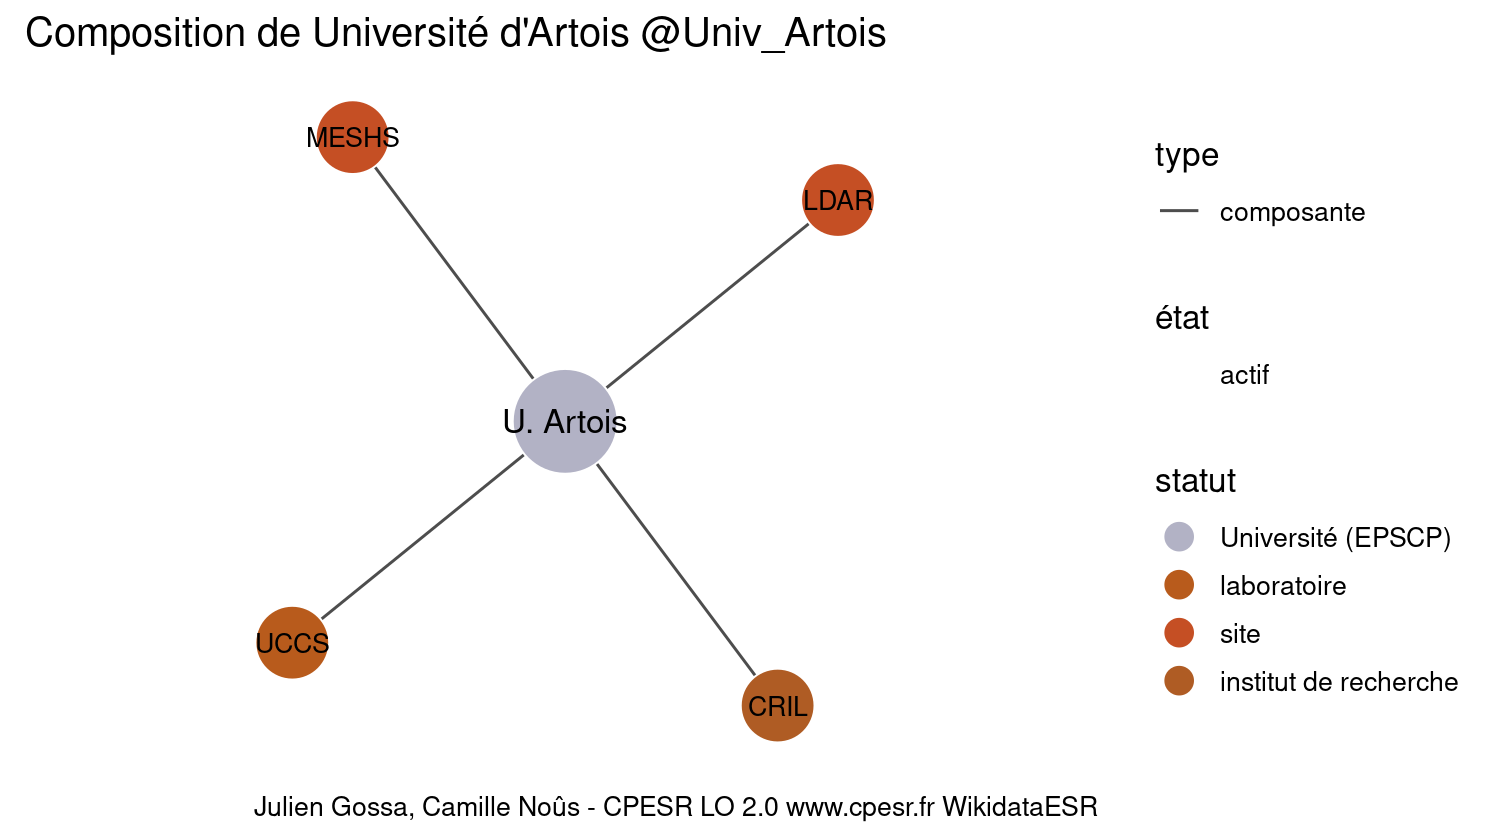 Composition de Université d'Artois @Univ_Artois
MESHS
LDAR
U. Artois
UCCS
CRIL
type
composante
état
actif
statut
Université (EPSCP)
laboratoire
site
institut de recherche
Julien Gossa, Camille Noûs - CPESR LO 2.0 www.cpesr.fr WikidataESR